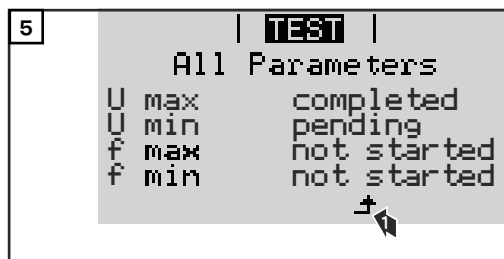 5
TEST
All Parameters
U max completed
U min pending
f max not started
f min not started
1